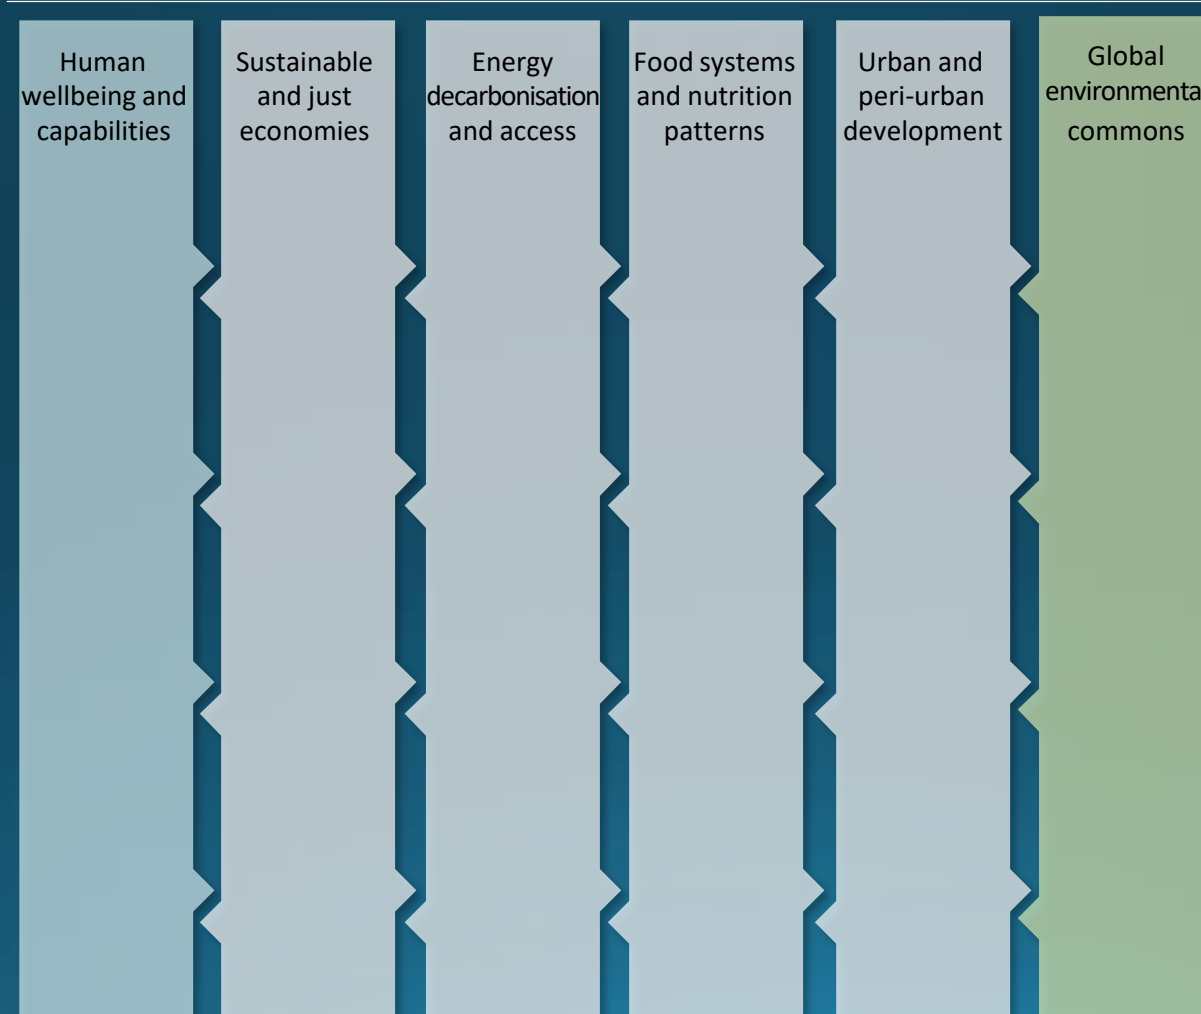 Human
wellbeing and
capabilities
Sustainable
and just
economies
Energy
decarbonisation
and access
Food systems
and nutrition
patterns
Urban and
peri-urban
development
Global
environmenta
commons